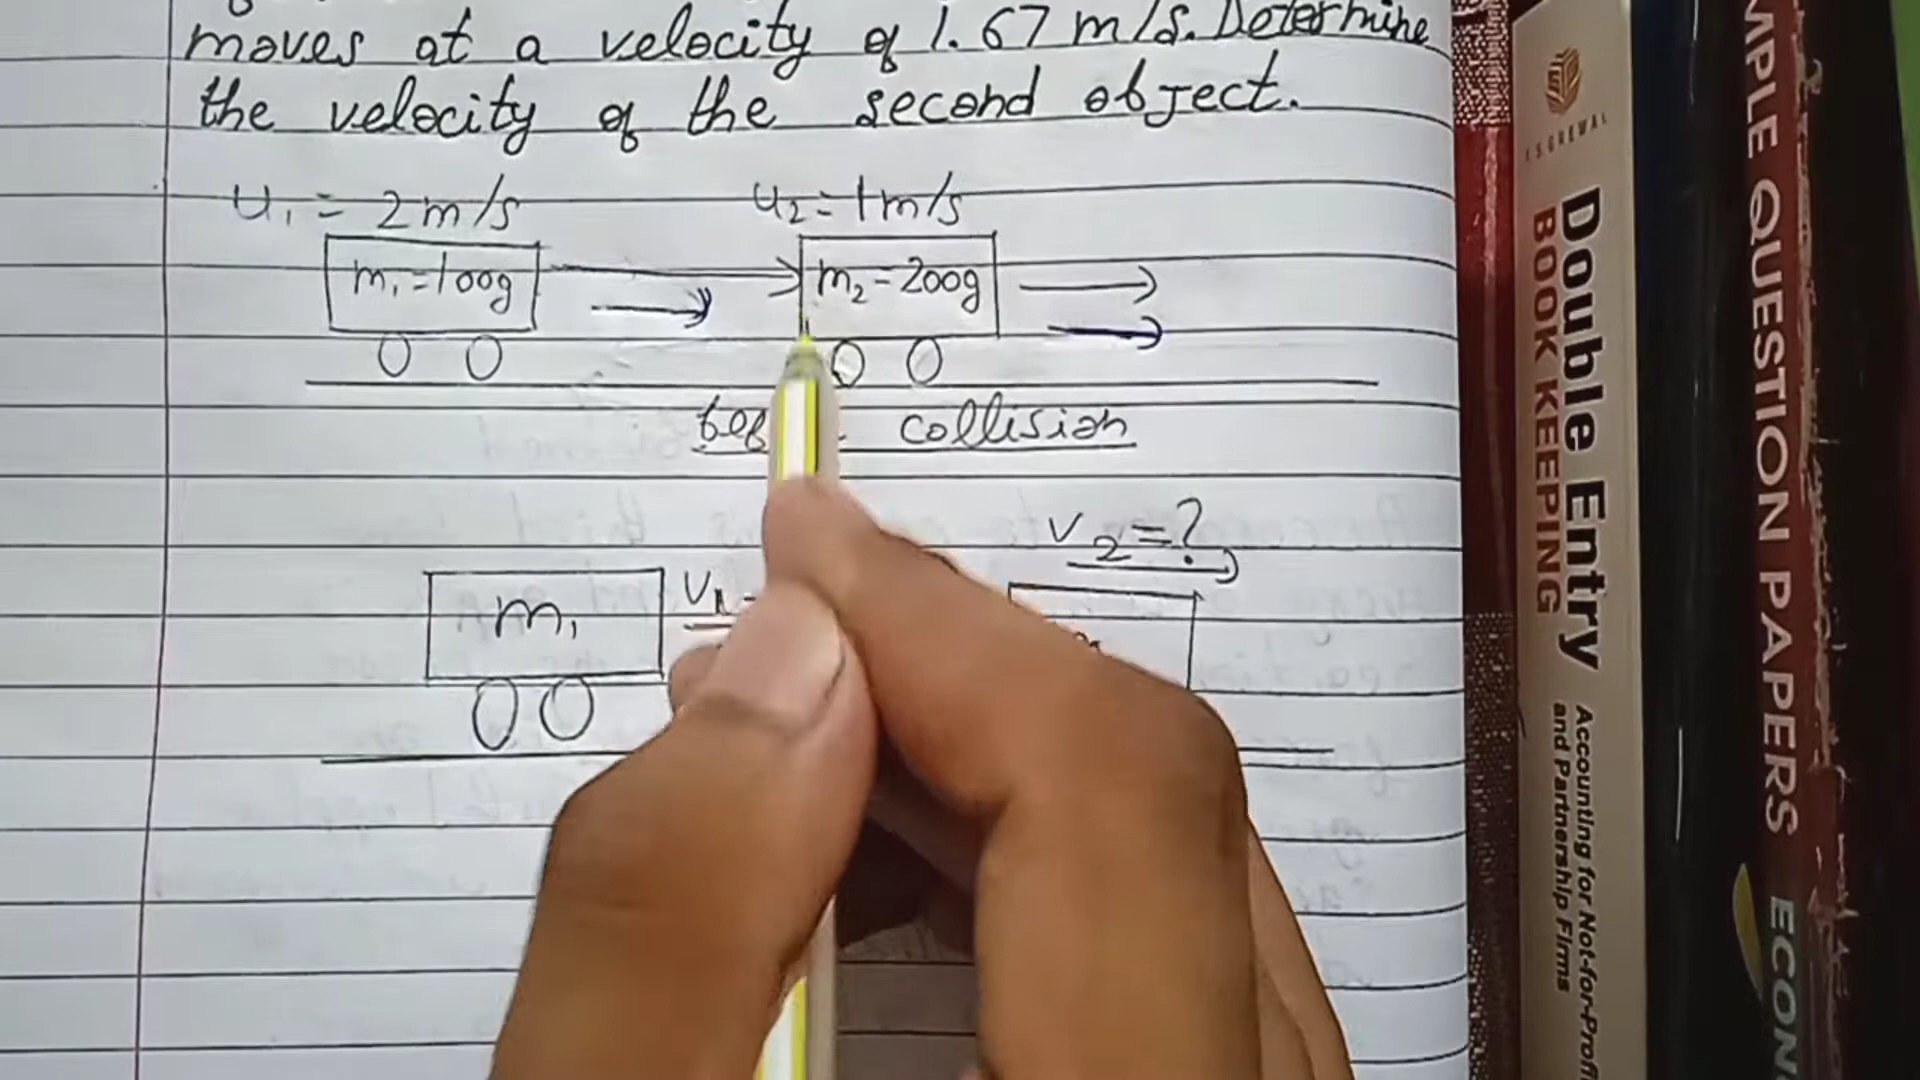 moves at a velocity of 1.67 m/s. Determine
the velocity of the second object.
u₁ = 2m/s
u₂ = 1m/s
m₁ = 100g
m₂ = 200g
collision
v₂ = ?
m₁
v₁
K.S. GREWAL
Double Entry
BOOK KEEPING
Accounting for Not-for-Profit
and Partnership Firms
MPLE QUESTION PAPERS
ECON